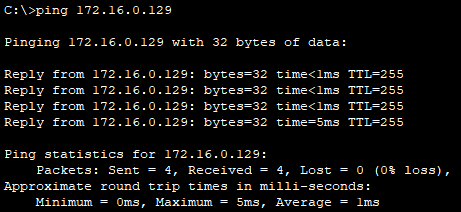 C:\>ping 172.16.0.129
Pinging 172.16.0.129 with 32 bytes of data:
Reply from 172.16.0.129: bytes=32 time<1ms TTL=255
Reply from 172.16.0.129: bytes=32 time<1ms TTL=255
Reply from 172.16.0.129: bytes=32 time<1ms TTL=255
Reply from 172.16.0.129: bytes=32 time=5ms TTL=255
Ping statistics for 172.16.0.129:
    Packets: Sent = 4, Received = 4, Lost = 0 (0% loss),
Approximate round trip times in milli-seconds:
    Minimum = 0ms, Maximum = 5ms, Average = 1ms